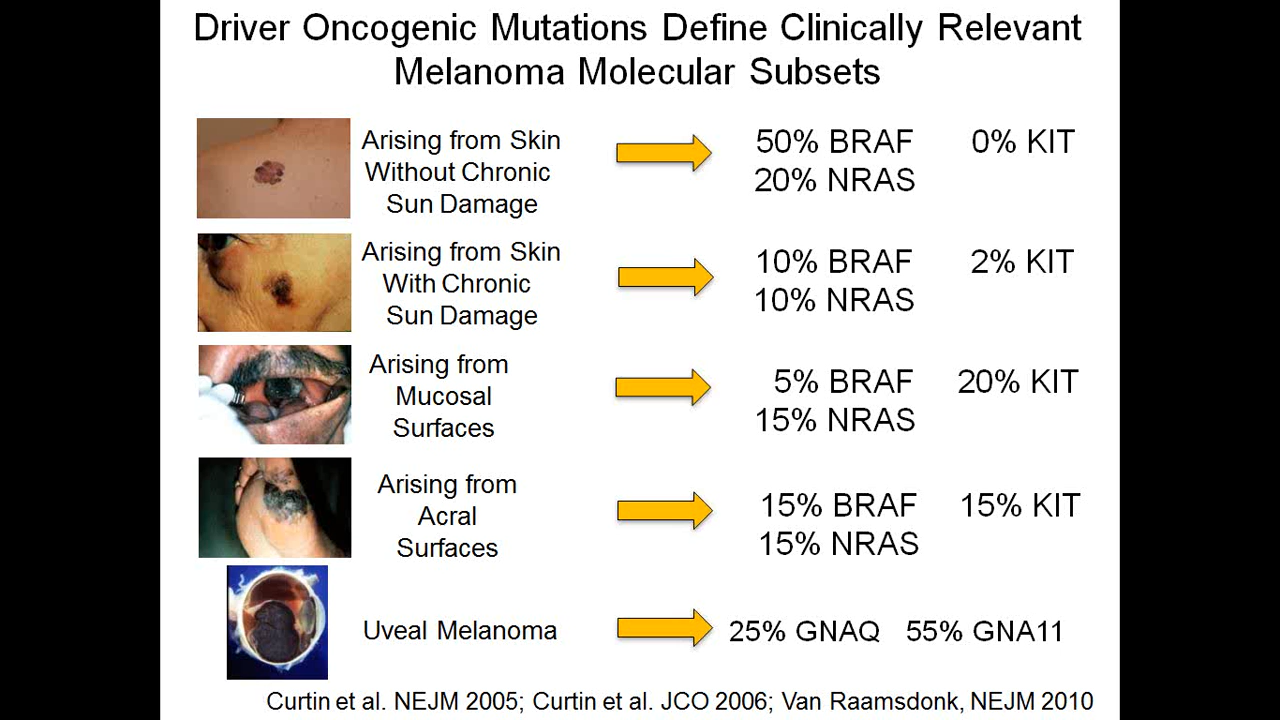 Driver Oncogenic Mutations Define Clinically Relevant
Melanoma Molecular Subsets
Arising from Skin
Without Chronic
Sun Damage
50% BRAF 0% KIT
20% NRAS
Arising from Skin
With Chronic
Sun Damage
10% BRAF 2% KIT
10% NRAS
Arising from
Mucosal
Surfaces
5% BRAF 20% KIT
15% NRAS
Arising from
Acral
Surfaces
15% BRAF 15% KIT
15% NRAS
Uveal Melanoma
25% GNAQ 55% GNA11
Curtin et al. NEJM 2005; Curtin et al. JCO 2006; Van Raamsdonk, NEJM 2010